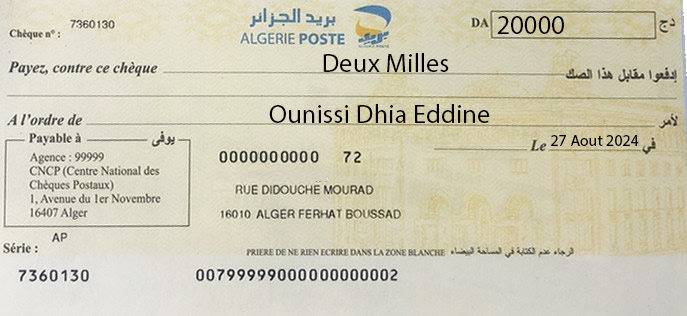 بريد الجزائر
ALGERIE POSTE
Chèque n° : 7360130
DA 20000 دج
Payez, contre ce chèque Deux Milles إدفعوا مقابل هذا الصك
A l'ordre de Ounissi Dhia Eddine لأمر
Payable à يوفى
Le 27 Aout 2024 في
Agence : 99999
CNCP (Centre National des
Chèques Postaux)
1, Avenue du 1er Novembre
16407 Alger
0000000000 72
RUE DIDOUCHE MOURAD
16010 ALGER FERHAT BOUSSAD
AP
Série :
PRIERE DE NE RIEN ECRIRE DANS LA ZONE BLANCHE الرجاء عدم الكتابة في المساحة البيضاء
7360130 00799999000000000002